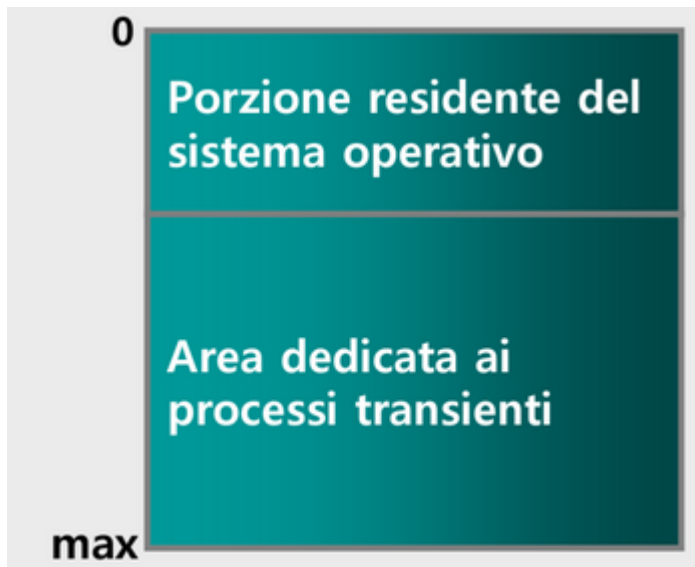 0
Porzione residente del
sistema operativo
Area dedicata ai
processi transienti
max